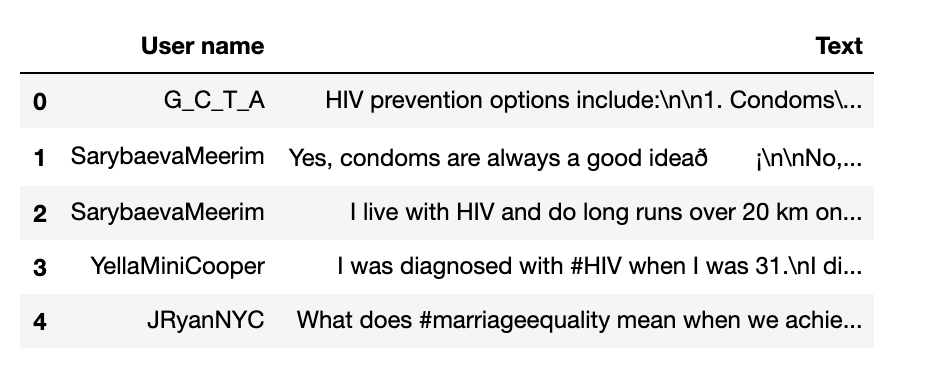 User name Text
0 G_C_T_A HIV prevention options include:\n\n1. Condoms\...
1 SarybaevaMeerim Yes, condoms are always a good ideað ¡\n\nNo,...
2 SarybaevaMeerim I live with HIV and do long runs over 20 km on...
3 YellaMiniCooper I was diagnosed with #HIV when I was 31.\nI di...
4 JRyanNYC What does #marriageequality mean when we achie...